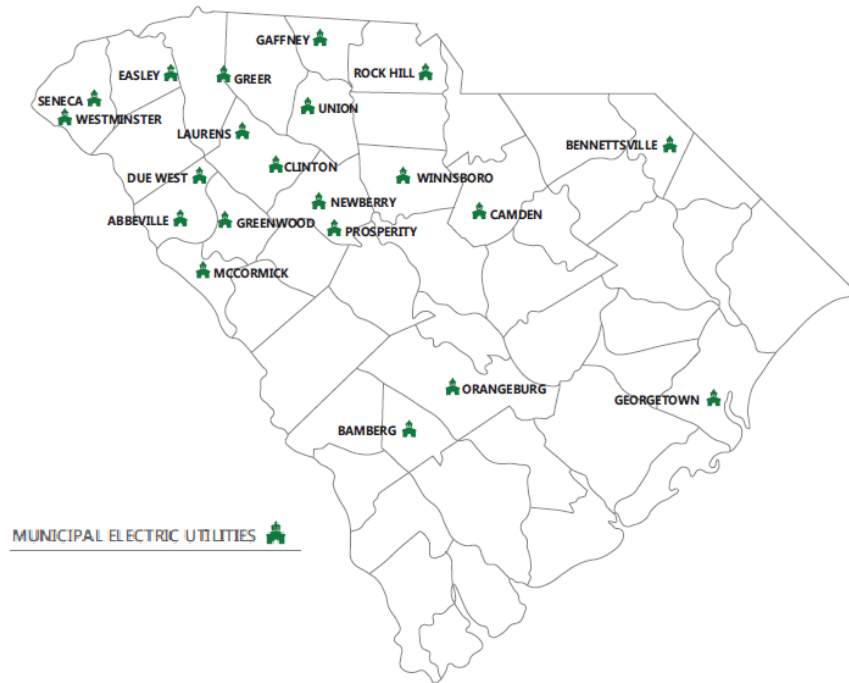 GAFFNEY
EASLEY
GREER
ROCK HILL
SENECA
WESTMINSTER
UNION
LAURENS
BENNETTSVILLE
CLINTON
DUE WEST
WINNSBORO
NEWBERRY
ABBEVILLE
GREENWOOD
CAMDEN
PROSPERITY
MCCORMICK
ORANGEBURG
GEORGETOWN
BAMBERG
MUNICIPAL ELECTRIC UTILITIES